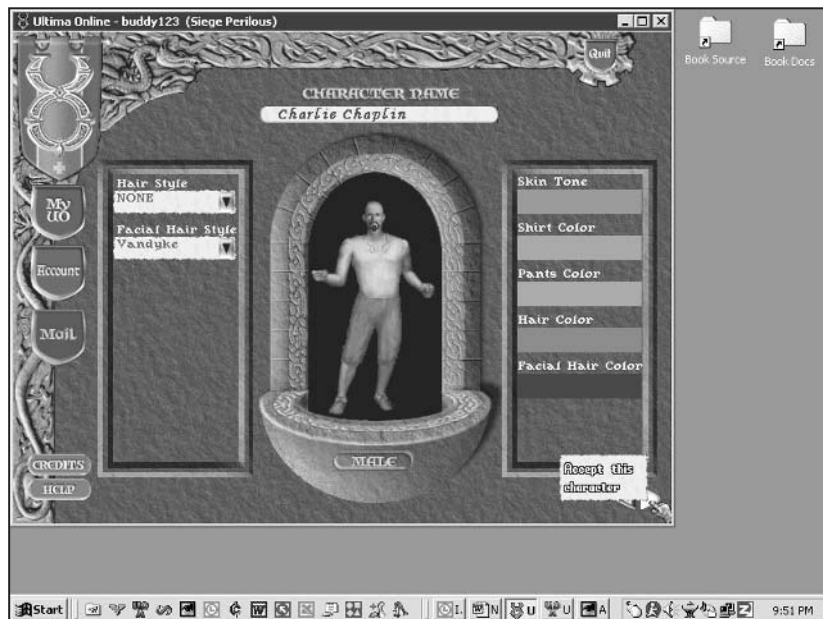 Ultima Online - buddy123 (Siege Perilous)
Quit
Book Source
Book Docs
CHARACTER NAME
Charlie Chaplin
Hair Style
NONE
Facial Hair Style
Vandyke
Skin Tone
Shirt Color
Pants Color
Hair Color
Facial Hair Color
My
UO
Account
Mail
CREDITS
HELP
MALE
Accept this
character
Start
I.
N
U
U
A
9:51 PM